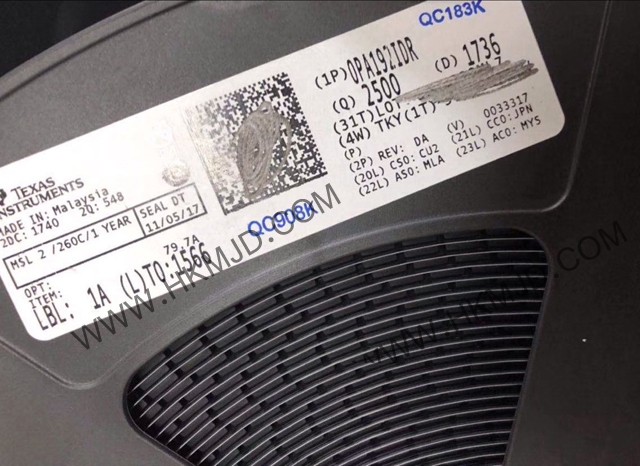 QC183K
(1P)OPA192IDR
(Q) 2500 (D) 1736
(31T)LOT:
(4W) TKY(1T):
(P)
(2P) REV: DA (V) 0033317
(20L) CSO: CU2 (21L) CCO:JPN
(22L) ASO: MLA (23L) ACO: MYS
TEXAS
INSTRUMENTS
MADE IN: Malaysia
2DC: 1740 2Q: 548
MSL 2 /260C/1 YEAR
SEAL DT
11/05/17
OPT:
ITEM: 79.7A
LBL: 1A (L)TO:1566
QC908K
WWW.HKMJD.COM
WWW.HKMJD.COM